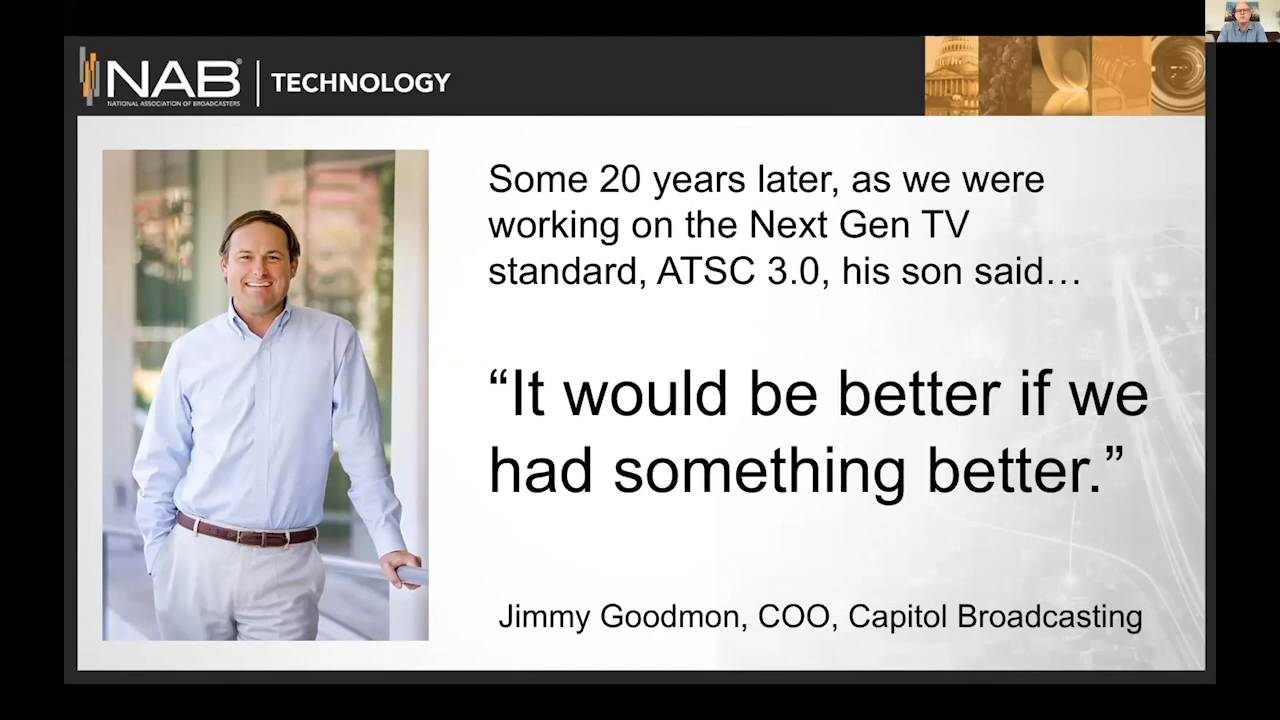 NAB®
NATIONAL ASSOCIATION OF BROADCASTERS
TECHNOLOGY
Some 20 years later, as we were
working on the Next Gen TV
standard, ATSC 3.0, his son said…
“It would be better if we
had something better.”
Jimmy Goodmon, COO, Capitol Broadcasting